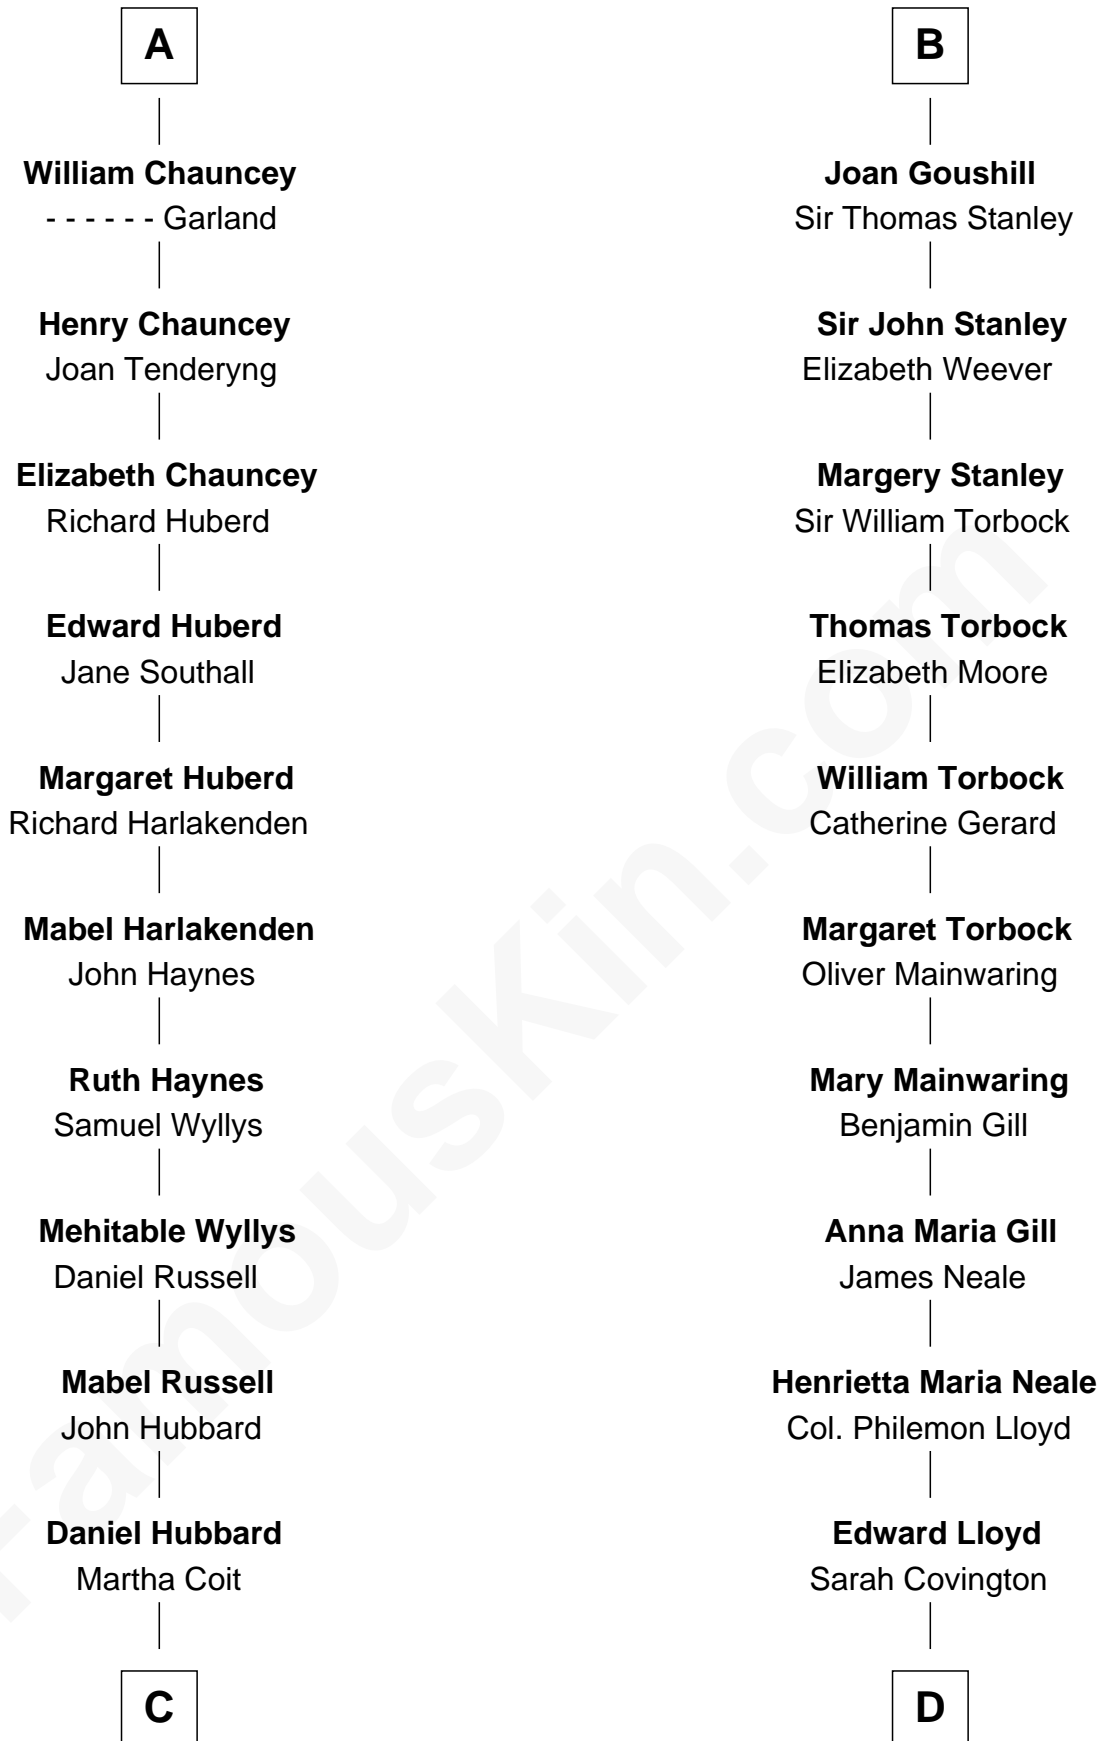 A
William Chauncey
- - - - - - Garland
Henry Chauncey
Joan Tenderyng
Elizabeth Chauncey
Richard Huberd
Edward Huberd
Jane Southall
Margaret Huberd
Richard Harlakenden
Mabel Harlakenden
John Haynes
Ruth Haynes
Samuel Wyllys
Mehitable Wyllys
Daniel Russell
Mabel Russell
John Hubbard
Daniel Hubbard
Martha Coit
C
B
Joan Goushill
Sir Thomas Stanley
Sir John Stanley
Elizabeth Weever
Margery Stanley
Sir William Torbock
Thomas Torbock
Elizabeth Moore
William Torbock
Catherine Gerard
Margaret Torbock
Oliver Mainwaring
Mary Mainwaring
Benjamin Gill
Anna Maria Gill
James Neale
Henrietta Maria Neale
Col. Philemon Lloyd
Edward Lloyd
Sarah Covington
D
FamousKin.com